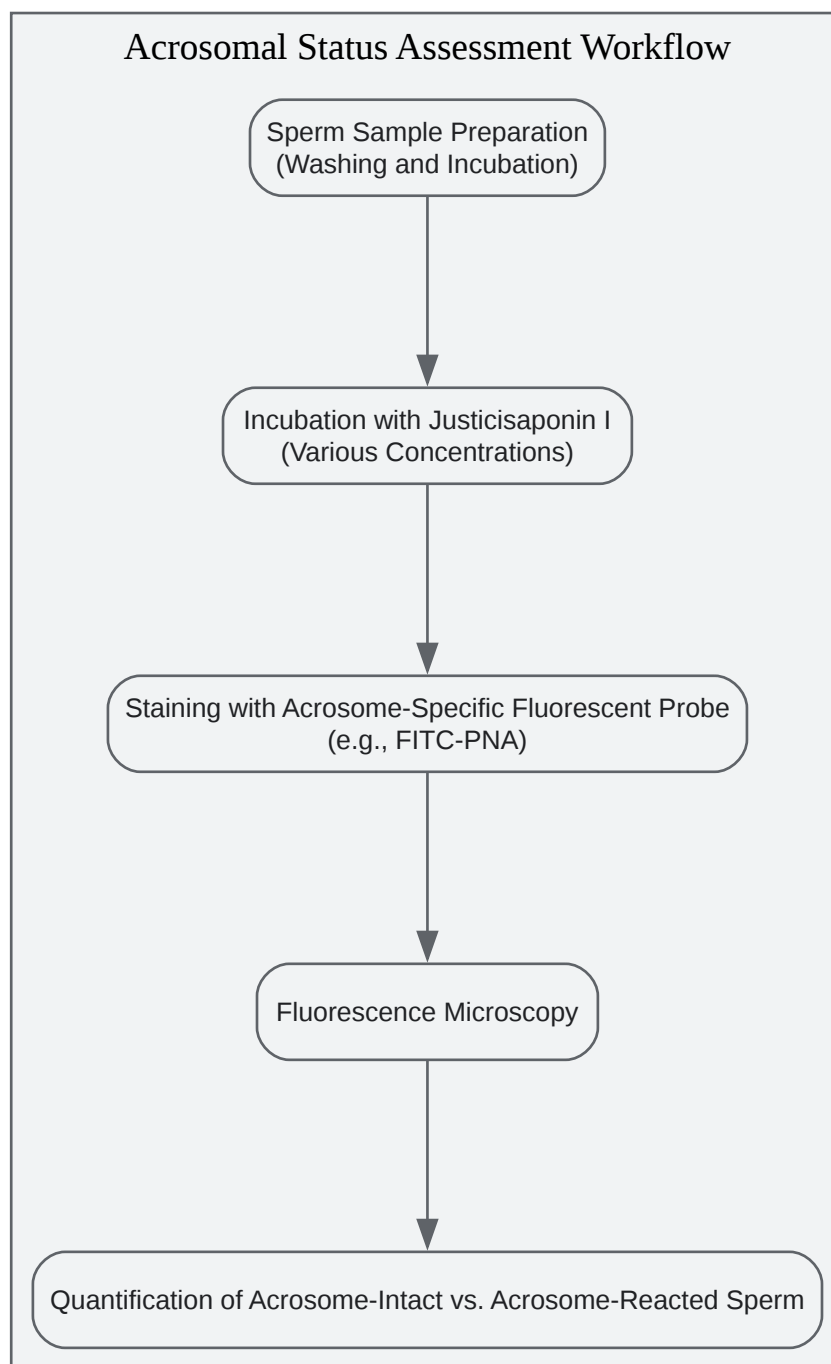 Acrosomal Status Assessment Workflow
Sperm Sample Preparation
(Washing and Incubation)
Incubation with Justicisaponin I
(Various Concentrations)
Staining with Acrosome-Specific Fluorescent Probe
(e.g., FITC-PNA)
Fluorescence Microscopy
Quantification of Acrosome-Intact vs. Acrosome-Reacted Sperm